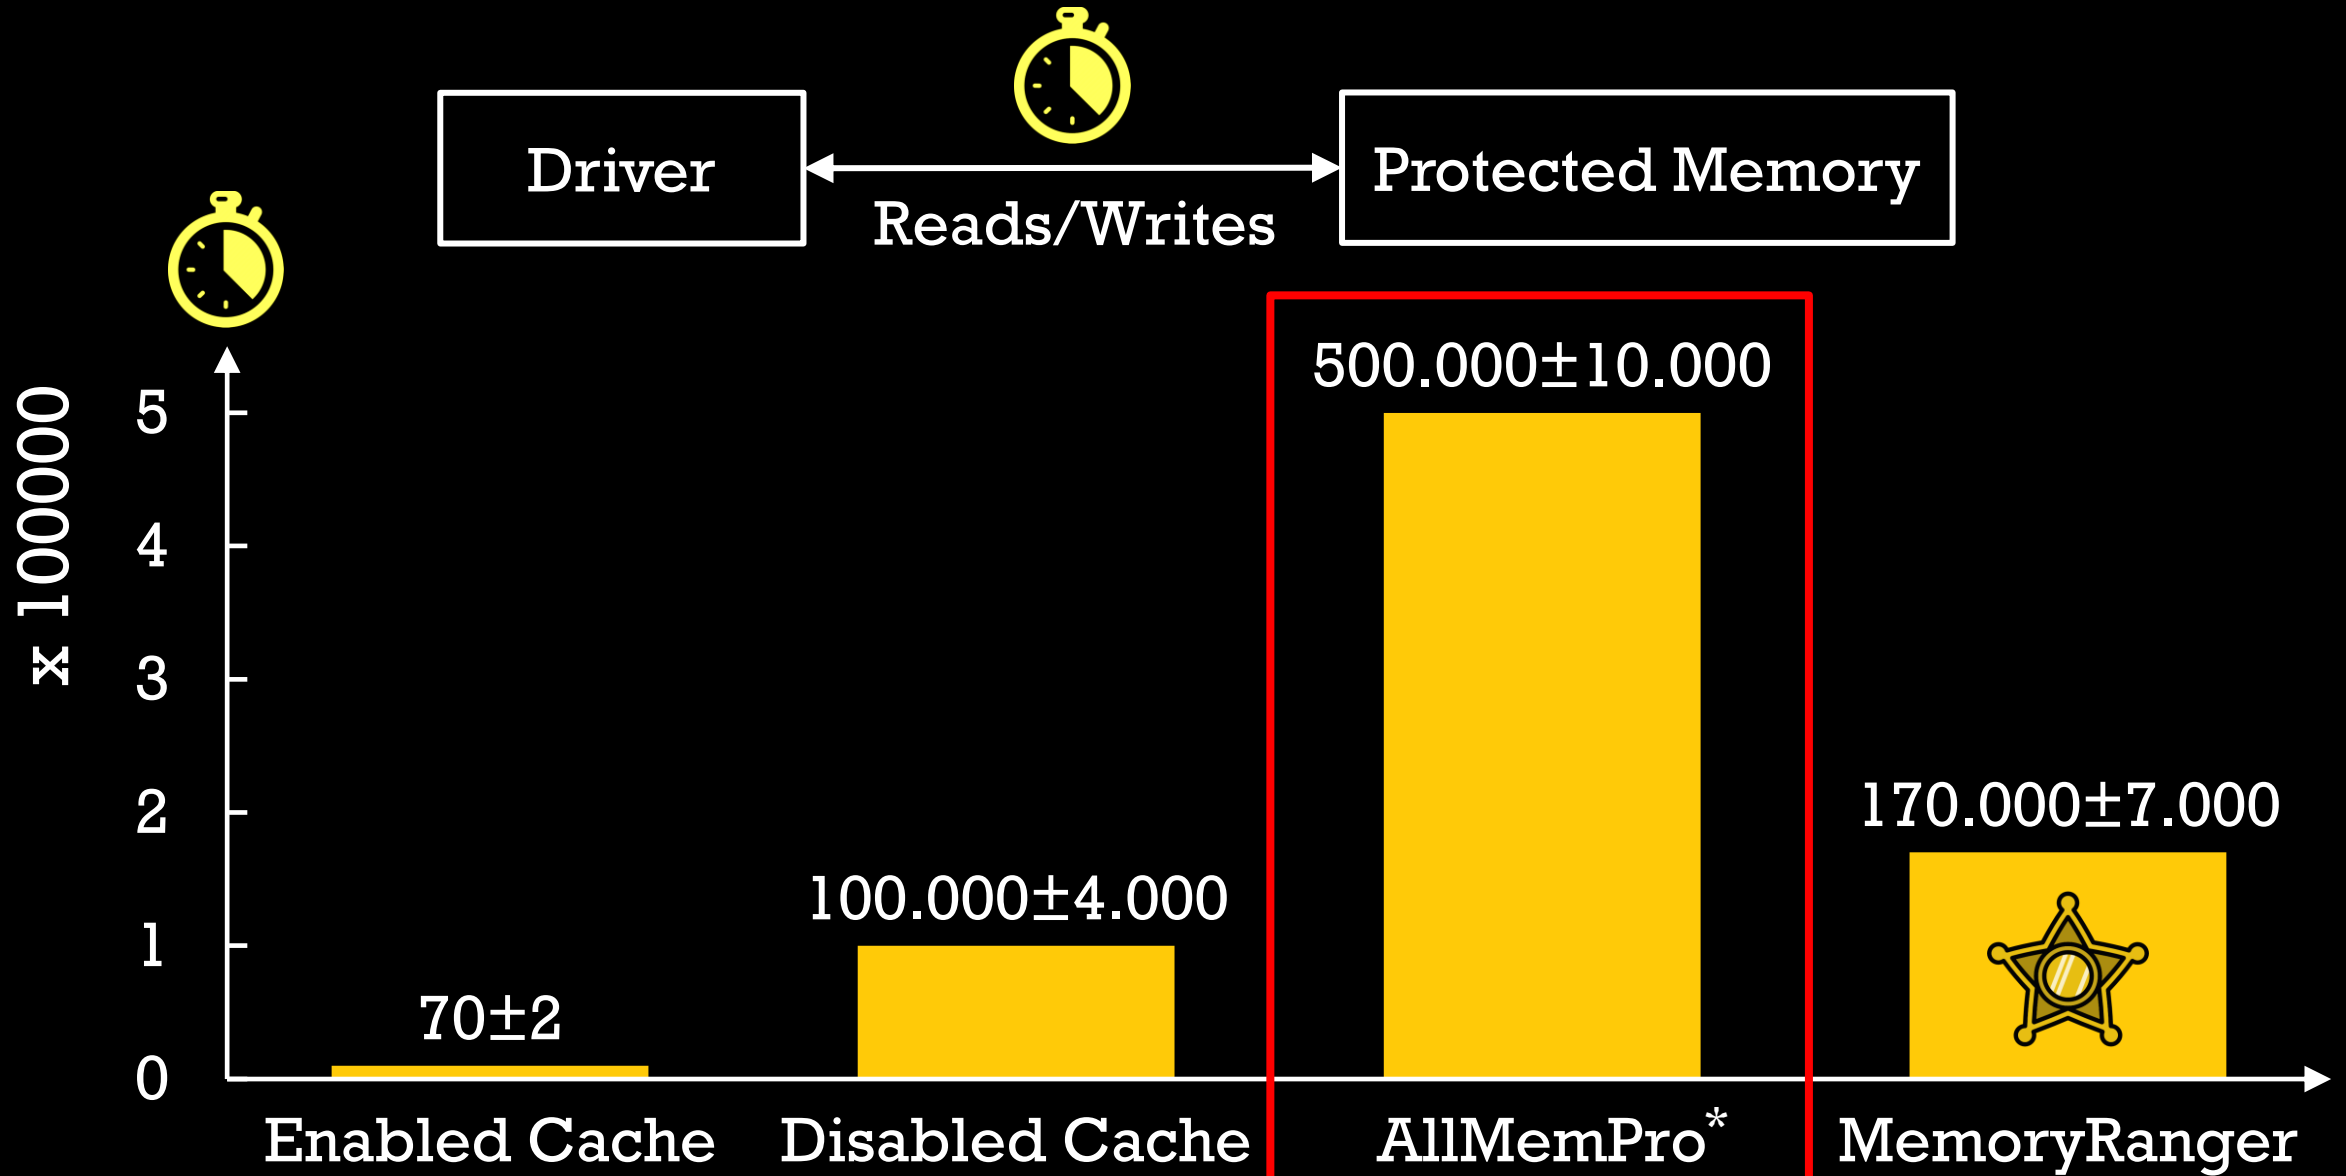 Driver
Reads/Writes
Protected Memory
x 100000
5
4
3
2
1
0
70±2
100.000±4.000
500.000±10.000
170.000±7.000
Enabled Cache
Disabled Cache
AllMemPro*
MemoryRanger